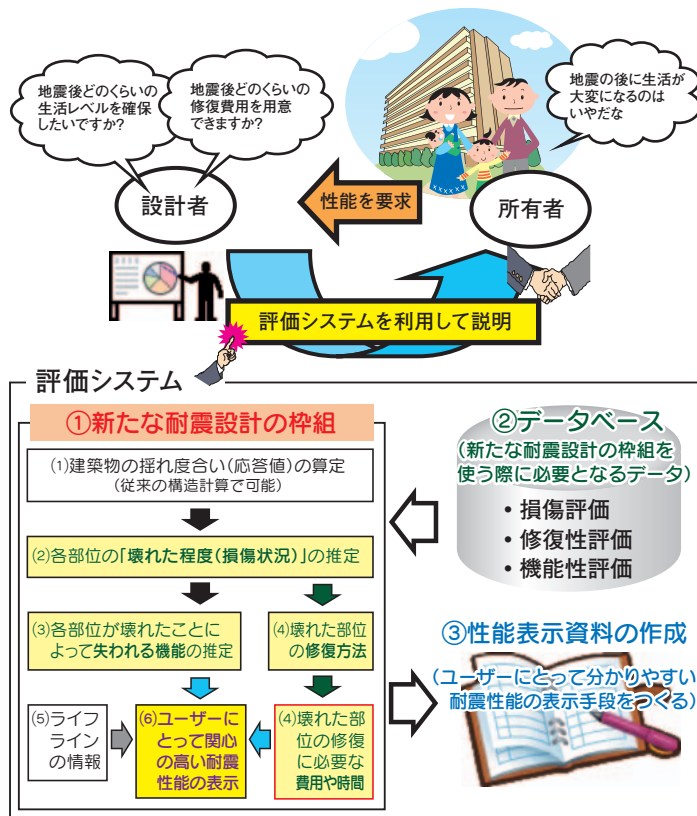 地震後どのくらいの
生活レベルを確保
したいですか?
地震後どのくらいの
修復費用を用意
できますか?
地震の後に生活が
大変になるのは
いやだな
設計者
性能を要求
所有者
評価システムを利用して説明
評価システム
①新たな耐震設計の枠組
(1)建築物の揺れ度合い(応答値)の算定
(従来の構造計算で可能)
(2)各部位の「壊れた程度(損傷状況)」の推定
(3)各部位が壊れたことに
よって失われる機能の推定
(4)壊れた部位
の修復方法
(5)ライフ
ライン
の情報
(6)ユーザーに
とって関心
の高い耐震
性能の表示
(4)壊れた部
位の修復
に必要な
費用や時間
②データベース
(新たな耐震設計の枠組を
使う際に必要となるデータ)
・損傷評価
・修復性評価
・機能性評価
③性能表示資料の作成
(ユーザーにとって分かりやすい
耐震性能の表示手段をつくる)